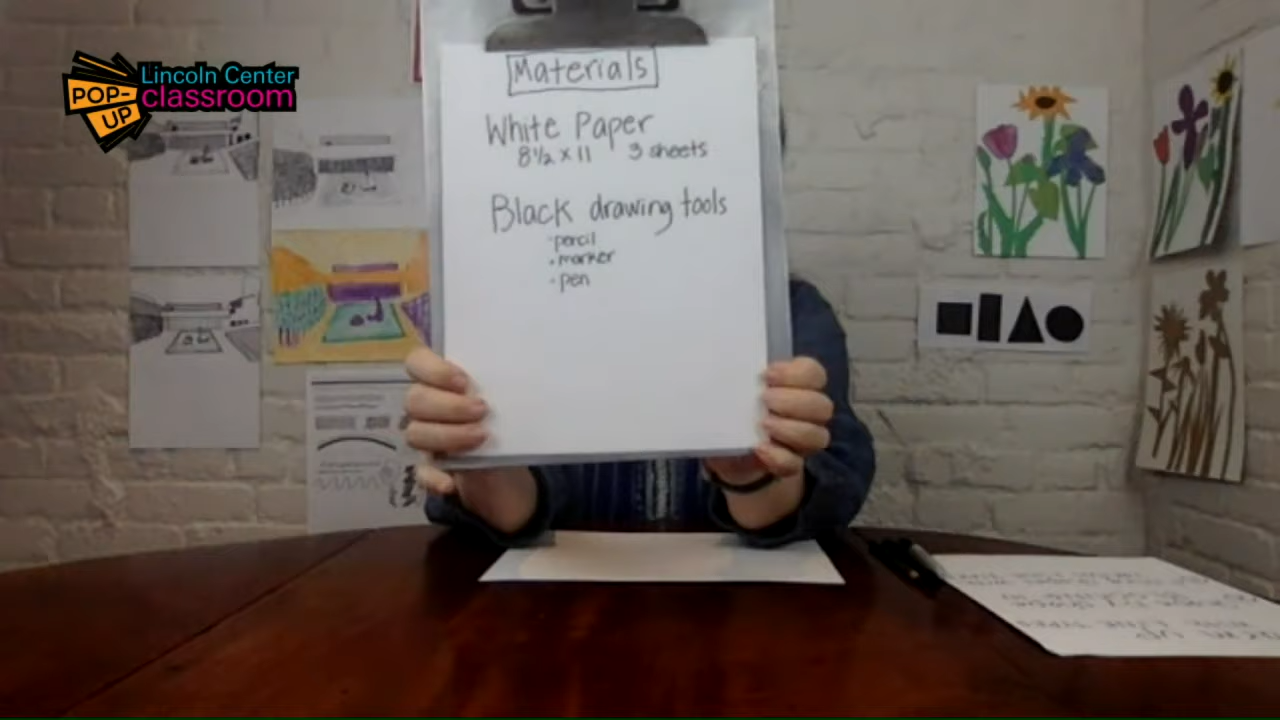 Lincoln Center
POP-UP
classroom
Materials
White Paper
8½ x 11 3 sheets
Black drawing tools
· pencil
· marker
· pen